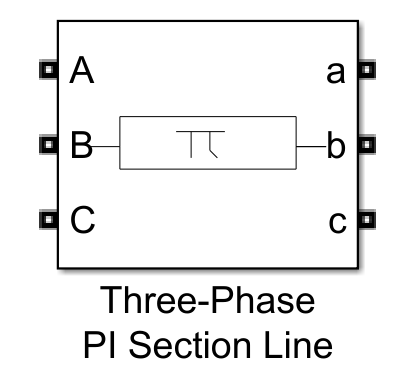 A a
B π b
C c
Three-Phase
PI Section Line